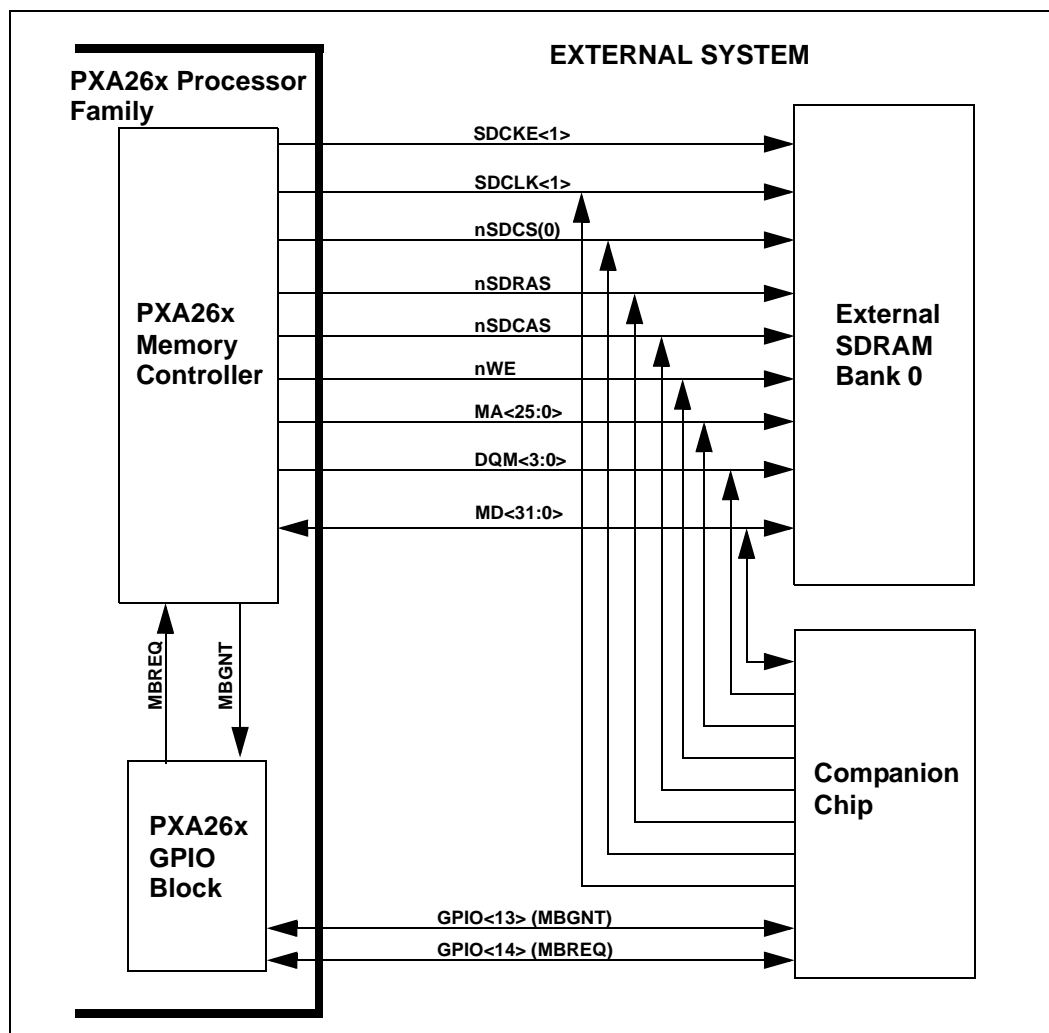 EXTERNAL SYSTEM
PXA26x Processor
Family
SDCKE<1>
SDCLK<1>
nSDCS(0)
nSDRAS
nSDCAS
nWE
MA<25:0>
DQM<3:0>
MD<31:0>
PXA26x
Memory
Controller
External
SDRAM
Bank 0
MBREQ
MBGNT
PXA26x
GPIO
Block
Companion
Chip
GPIO<13> (MBGNT)
GPIO<14> (MBREQ)